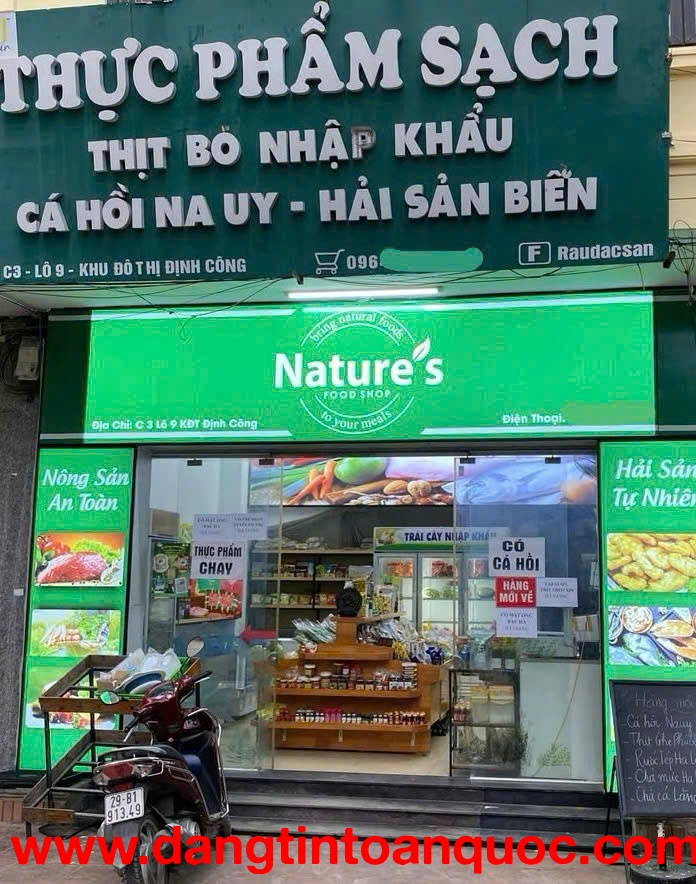 THỰC PHẨM SẠCH
THỊT BÒ NHẬP KHẨU
CÁ HỒI NA UY - HẢI SẢN BIỂN
C3 - LÔ 9 - KHU ĐÔ THỊ ĐỊNH CÔNG
096
F Raudacsan
bring natural foods
Nature's
FOOD SHOP
to your meals
Địa Chỉ: C 3 Lô 9 KĐT Định Công
Điện Thoại.
Nông Sản
An Toàn
Hải Sản
Tự Nhiên
TRÁI CÂY NHẬP KHẨU
THỰC PHẨM
CHAY
CÓ
CÁ HỒI
HÀNG
MỚI VỀ
29-B1
913.49
Cá hồi Nauy
www.dangtintoanquoc.com